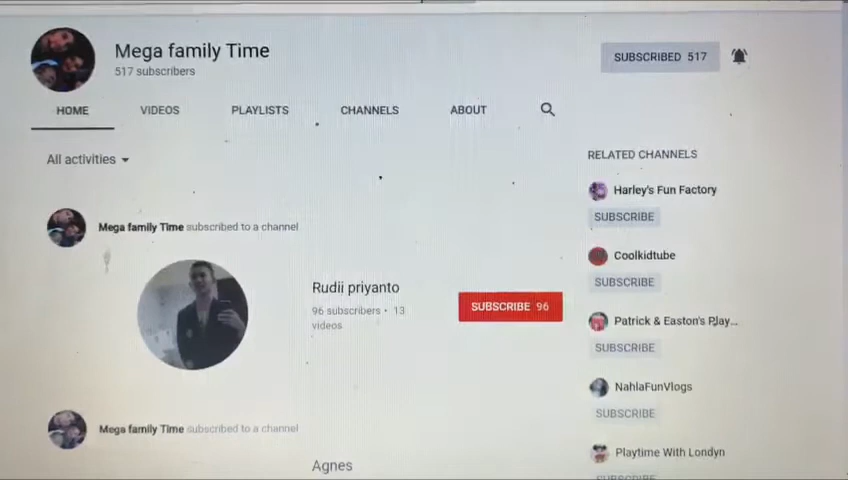 Mega family Time
517 subscribers
SUBSCRIBED 517
HOME
VIDEOS
PLAYLISTS
CHANNELS
ABOUT
All activities
Mega family Time subscribed to a channel
Rudii priyanto
96 subscribers • 13
videos
SUBSCRIBE 96
Mega family Time subscribed to a channel
Agnes
RELATED CHANNELS
Harley's Fun Factory
SUBSCRIBE
Coolkidtube
SUBSCRIBE
Patrick & Easton's Play...
SUBSCRIBE
NahlaFunVlogs
SUBSCRIBE
Playtime With Londyn
SUBSCRIBE